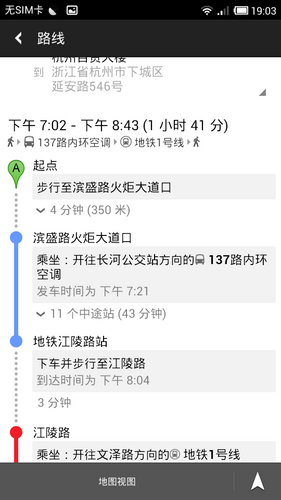 无SIM卡
19:03
路线
杭州百货大楼
到 浙江省杭州市下城区
延安路546号
下午 7:02 - 下午 8:43 (1 小时 41 分)
137路内环空调 地铁1号线
A 起点
步行至滨盛路火炬大道口
4 分钟 (350 米)
滨盛路火炬大道口
乘坐：开往长河公交站方向的 137路内环
空调
发车时间为 下午 7:21
11 个中途站 (43 分钟)
地铁江陵路站
下车并步行至江陵路
到达时间为 下午 8:04
3 分钟
江陵路
乘坐：开往文泽路方向的 地铁1号线
地图视图